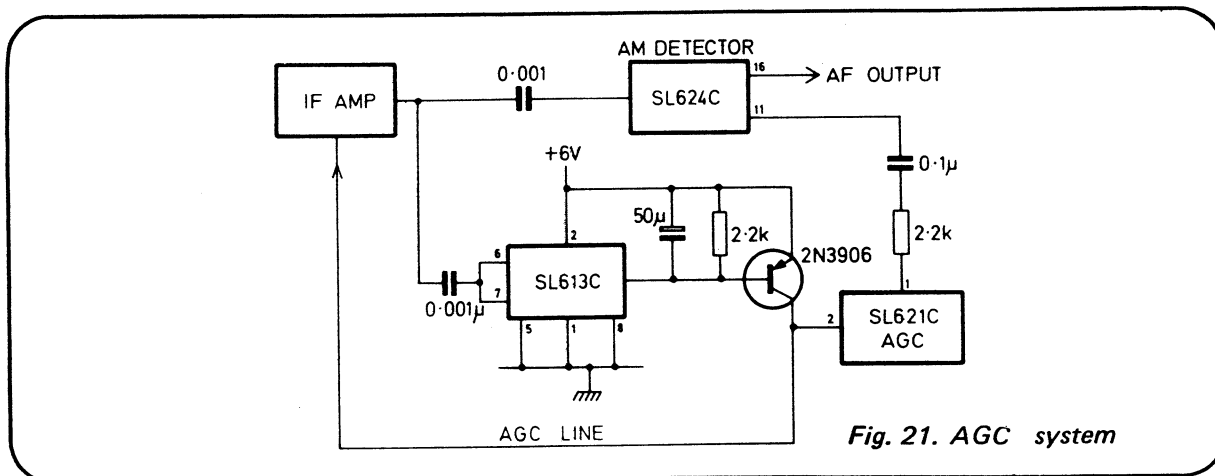 AM DETECTOR
0·001
IF AMP
SL624C
16
AF OUTPUT
11
+6V
0·1μ
50μ
2
2·2k
2·2k
6
2N3906
SL613C
7
0·001μ
1
5
1
8
2
SL621C
AGC
AGC LINE
Fig. 21. AGC system